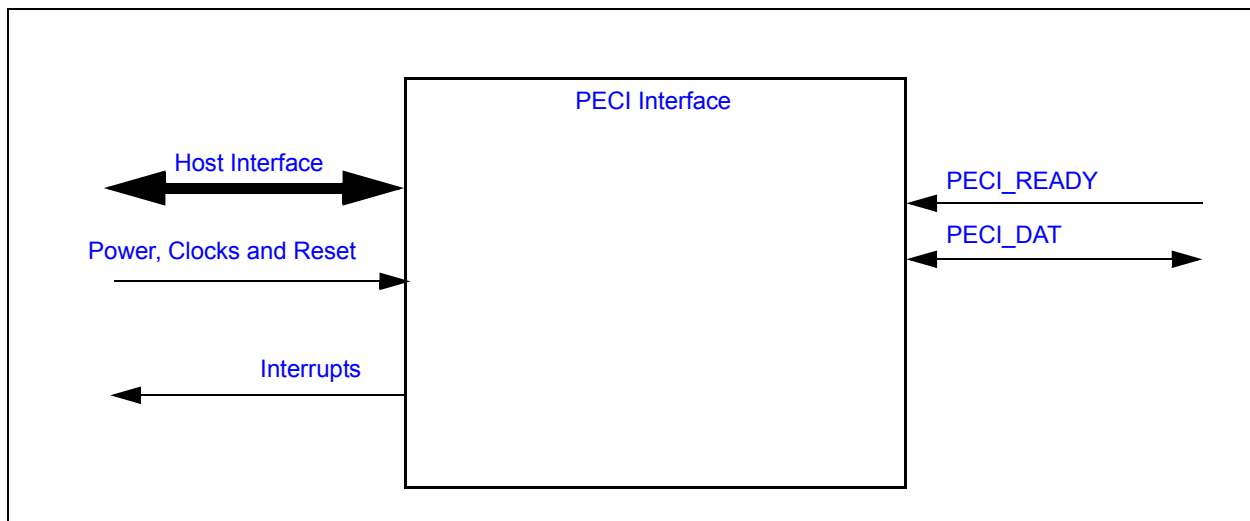 PECI Interface
Host Interface
PECI_READY
Power, Clocks and Reset
PECI_DAT
Interrupts